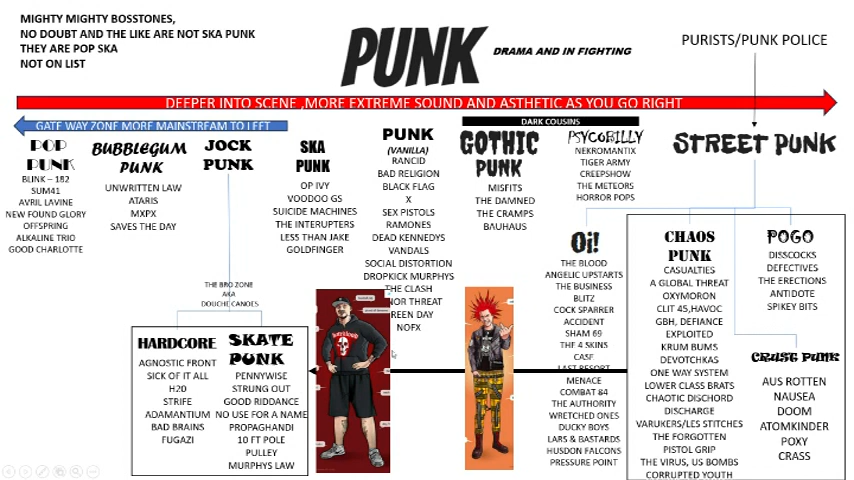 MIGHTY MIGHTY BOSSTONES,
NO DOUBT AND THE LIKE ARE NOT SKA PUNK
THEY ARE POP SKA
NOT ON LIST
PUNK
DRAMA AND IN FIGHTING
PURISTS/PUNK POLICE
DEEPER INTO SCENE ,MORE EXTREME SOUND AND ASTHETIC AS YOU GO RIGHT
GATE WAY ZONE MORE MAINSTREAM TO LEFT
DARK COUSINS
POP
PUNK
BLINK – 182
SUM41
AVRIL LAVINE
NEW FOUND GLORY
OFFSPRING
ALKALINE TRIO
GOOD CHARLOTTE
BUBBLEGUM
PUNK
UNWRITTEN LAW
ATARIS
MXPX
SAVES THE DAY
JOCK
PUNK
THE BRO ZONE
AKA
DOUCHE CANOES
HARDCORE
AGNOSTIC FRONT
SICK OF IT ALL
H20
STRIFE
ADAMANTIUM
BAD BRAINS
FUGAZI
SKATE
PUNK
PENNYWISE
STRUNG OUT
GOOD RIDDANCE
NO USE FOR A NAME
PROPAGHANDI
10 FT POLE
PULLEY
MURPHYS LAW
SKA
PUNK
OP IVY
VOODOO GS
SUICIDE MACHINES
THE INTERUPTERS
LESS THAN JAKE
GOLDFINGER
PUNK
(VANILLA)
RANCID
BAD RELIGION
BLACK FLAG
X
SEX PISTOLS
RAMONES
DEAD KENNEDYS
VANDALS
SOCIAL DISTORTION
DROPKICK MURPHYS
THE CLASH
NOR THREAT
REEN DAY
NOFX
GOTHIC
PUNK
MISFITS
THE DAMNED
THE CRAMPS
BAUHAUS
PSYCOBILLY
NEKROMANTIX
TIGER ARMY
CREEPSHOW
THE METEORS
HORROR POPS
STREET PUNK
Oi!
THE BLOOD
ANGELIC UPSTARTS
THE BUSINESS
BLITZ
COCK SPARRER
ACCIDENT
SHAM 69
THE 4 SKINS
CASE
LAST RESORT
MENACE
COMBAT 84
THE AUTHORITY
WRETCHED ONES
DUCKY BOYS
LARS & BASTARDS
HUSDON FALCONS
PRESSURE POINT
CHAOS
PUNK
CASUALTIES
A GLOBAL THREAT
OXYMORON
CLIT 45,HAVOC
GBH, DEFIANCE
EXPLOITED
KRUM BUMS
DEVOTCHKAS
ONE WAY SYSTEM
LOWER CLASS BRATS
CHAOTIC DISCHORD
DISCHARGE
VARUKERS/LES STITCHES
THE FORGOTTEN
PISTOL GRIP
THE VIRUS, US BOMBS
CORRUPTED YOUTH
POGO
DISSCOCKS
DEFECTIVES
THE ERECTIONS
ANTIDOTE
SPIKEY BITS
CRUST PUNK
AUS ROTTEN
NAUSEA
DOOM
ATOMKINDER
POXY
CRASS